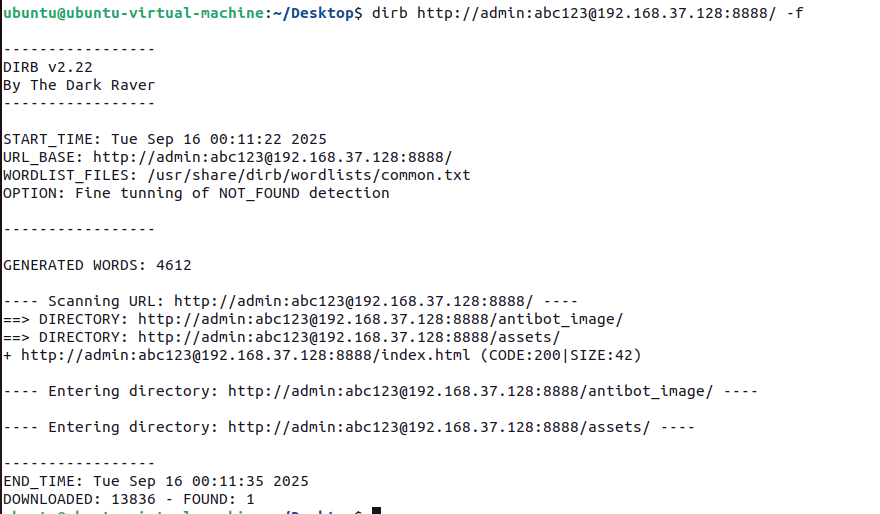 ubuntu@ubuntu-virtual-machine:~/Desktop$ dirb http://admin:abc123@192.168.37.128:8888/ -f
-----------------
DIRB v2.22
By The Dark Raver
-----------------
START_TIME: Tue Sep 16 00:11:22 2025
URL_BASE: http://admin:abc123@192.168.37.128:8888/
WORDLIST_FILES: /usr/share/dirb/wordlists/common.txt
OPTION: Fine tunning of NOT_FOUND detection
-----------------
GENERATED WORDS: 4612
---- Scanning URL: http://admin:abc123@192.168.37.128:8888/ ----
==> DIRECTORY: http://admin:abc123@192.168.37.128:8888/antibot_image/
==> DIRECTORY: http://admin:abc123@192.168.37.128:8888/assets/
+ http://admin:abc123@192.168.37.128:8888/index.html (CODE:200|SIZE:42)
---- Entering directory: http://admin:abc123@192.168.37.128:8888/antibot_image/ ----
---- Entering directory: http://admin:abc123@192.168.37.128:8888/assets/ ----
-----------------
END_TIME: Tue Sep 16 00:11:35 2025
DOWNLOADED: 13836 - FOUND: 1